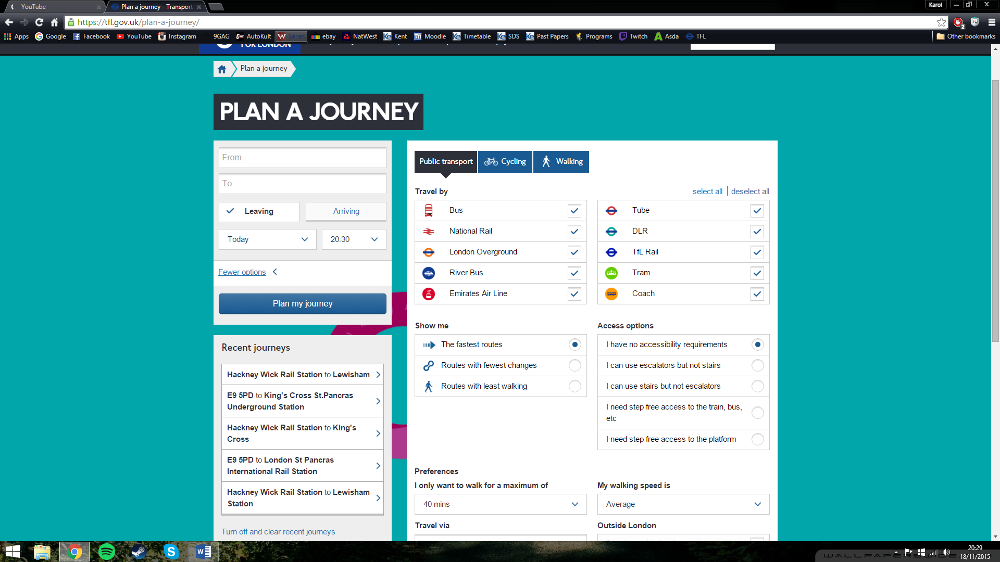 YouTube
Plan a journey - Transport
Karol
https://tfl.gov.uk/plan-a-journey/
2
Apps
Google
Facebook
YouTube
Instagram
9GAG
AutoKult
Series
ebay
NatWest
Kent
Moodle
Timetable
SDS
Past Papers
Programs
Twitch
Asda
TFL
Other bookmarks
FOR LONDON
Plan a journey
PLAN A JOURNEY
From
To
Leaving
Arriving
Today
20:30
Fewer options
Plan my journey
Recent journeys
Hackney Wick Rail Station to Lewisham
E9 5PD to King's Cross St.Pancras
Underground Station
Hackney Wick Rail Station to King's
Cross
E9 5PD to London St Pancras
International Rail Station
Hackney Wick Rail Station to Lewisham
Station
Turn off and clear recent journeys
Public transport
Cycling
Walking
Travel by
select all
deselect all
Bus
National Rail
London Overground
River Bus
Emirates Air Line
Tube
DLR
TfL Rail
Tram
Coach
Show me
The fastest routes
Routes with fewest changes
Routes with least walking
Access options
I have no accessibility requirements
I can use escalators but not stairs
I can use stairs but not escalators
I need step free access to the train, bus,
etc
I need step free access to the platform
Preferences
I only want to walk for a maximum of
40 mins
My walking speed is
Average
Travel via
Outside London
20:29
18/11/2015